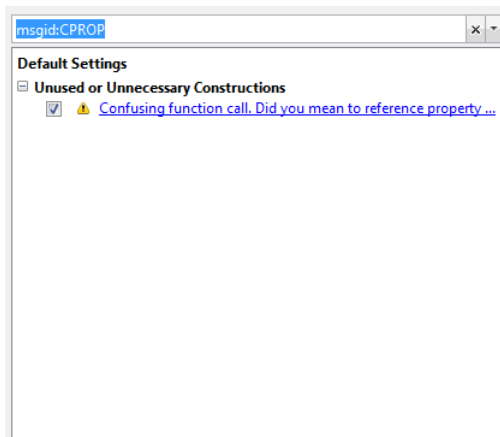 msgid:CPROP
Default Settings
Unused or Unnecessary Constructions
Confusing function call. Did you mean to reference property ...